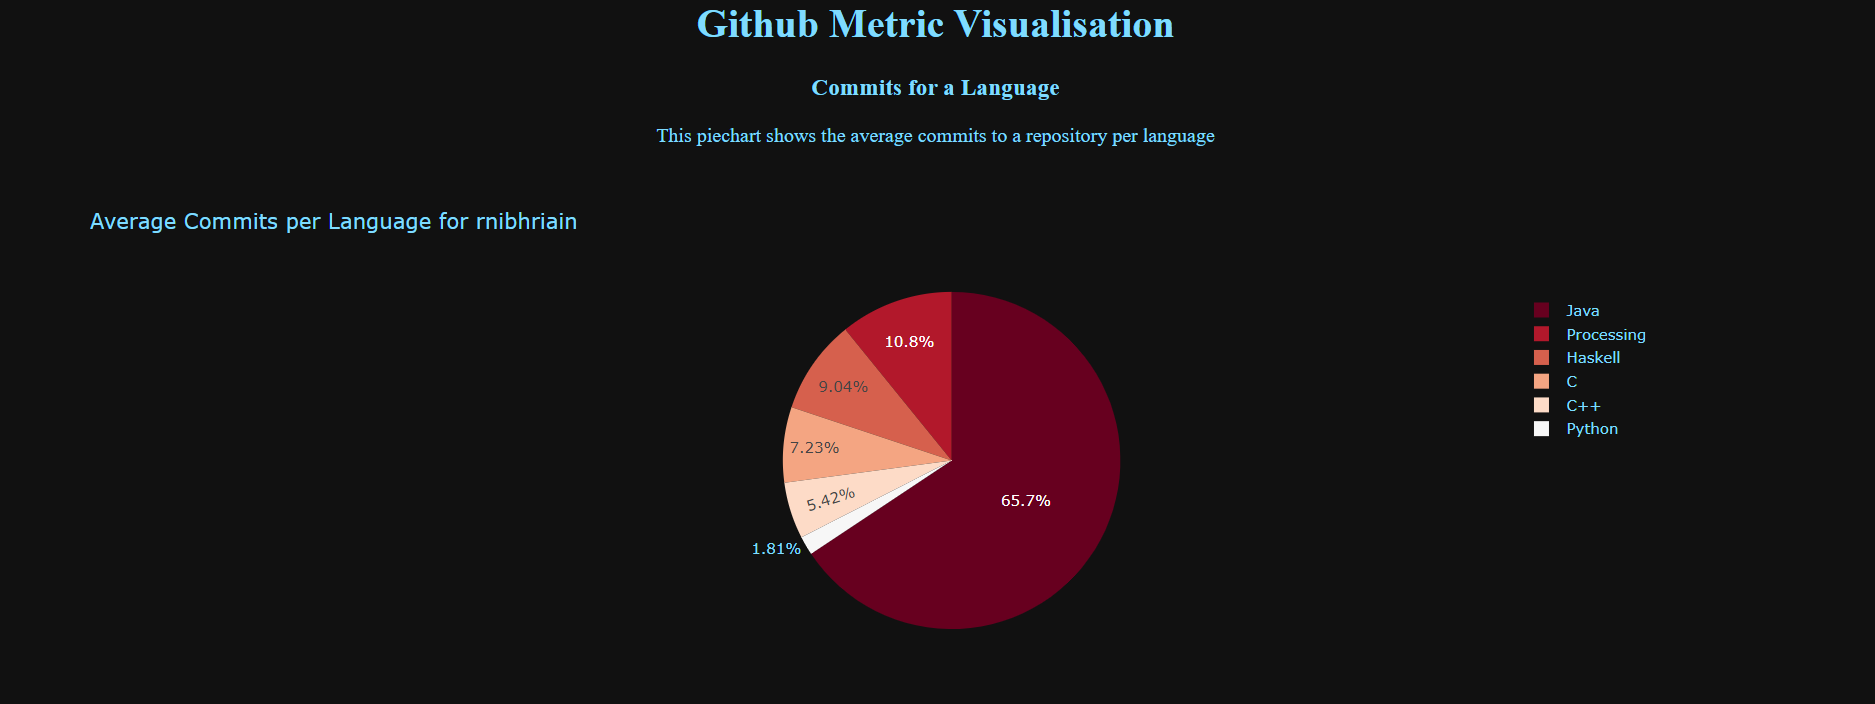 Github Metric Visualisation
Commits for a Language
This piechart shows the average commits to a repository per language
Average Commits per Language for rnibhriain
10.8%
9.04%
7.23%
5.42%
1.81%
65.7%
Java
Processing
Haskell
C
C++
Python